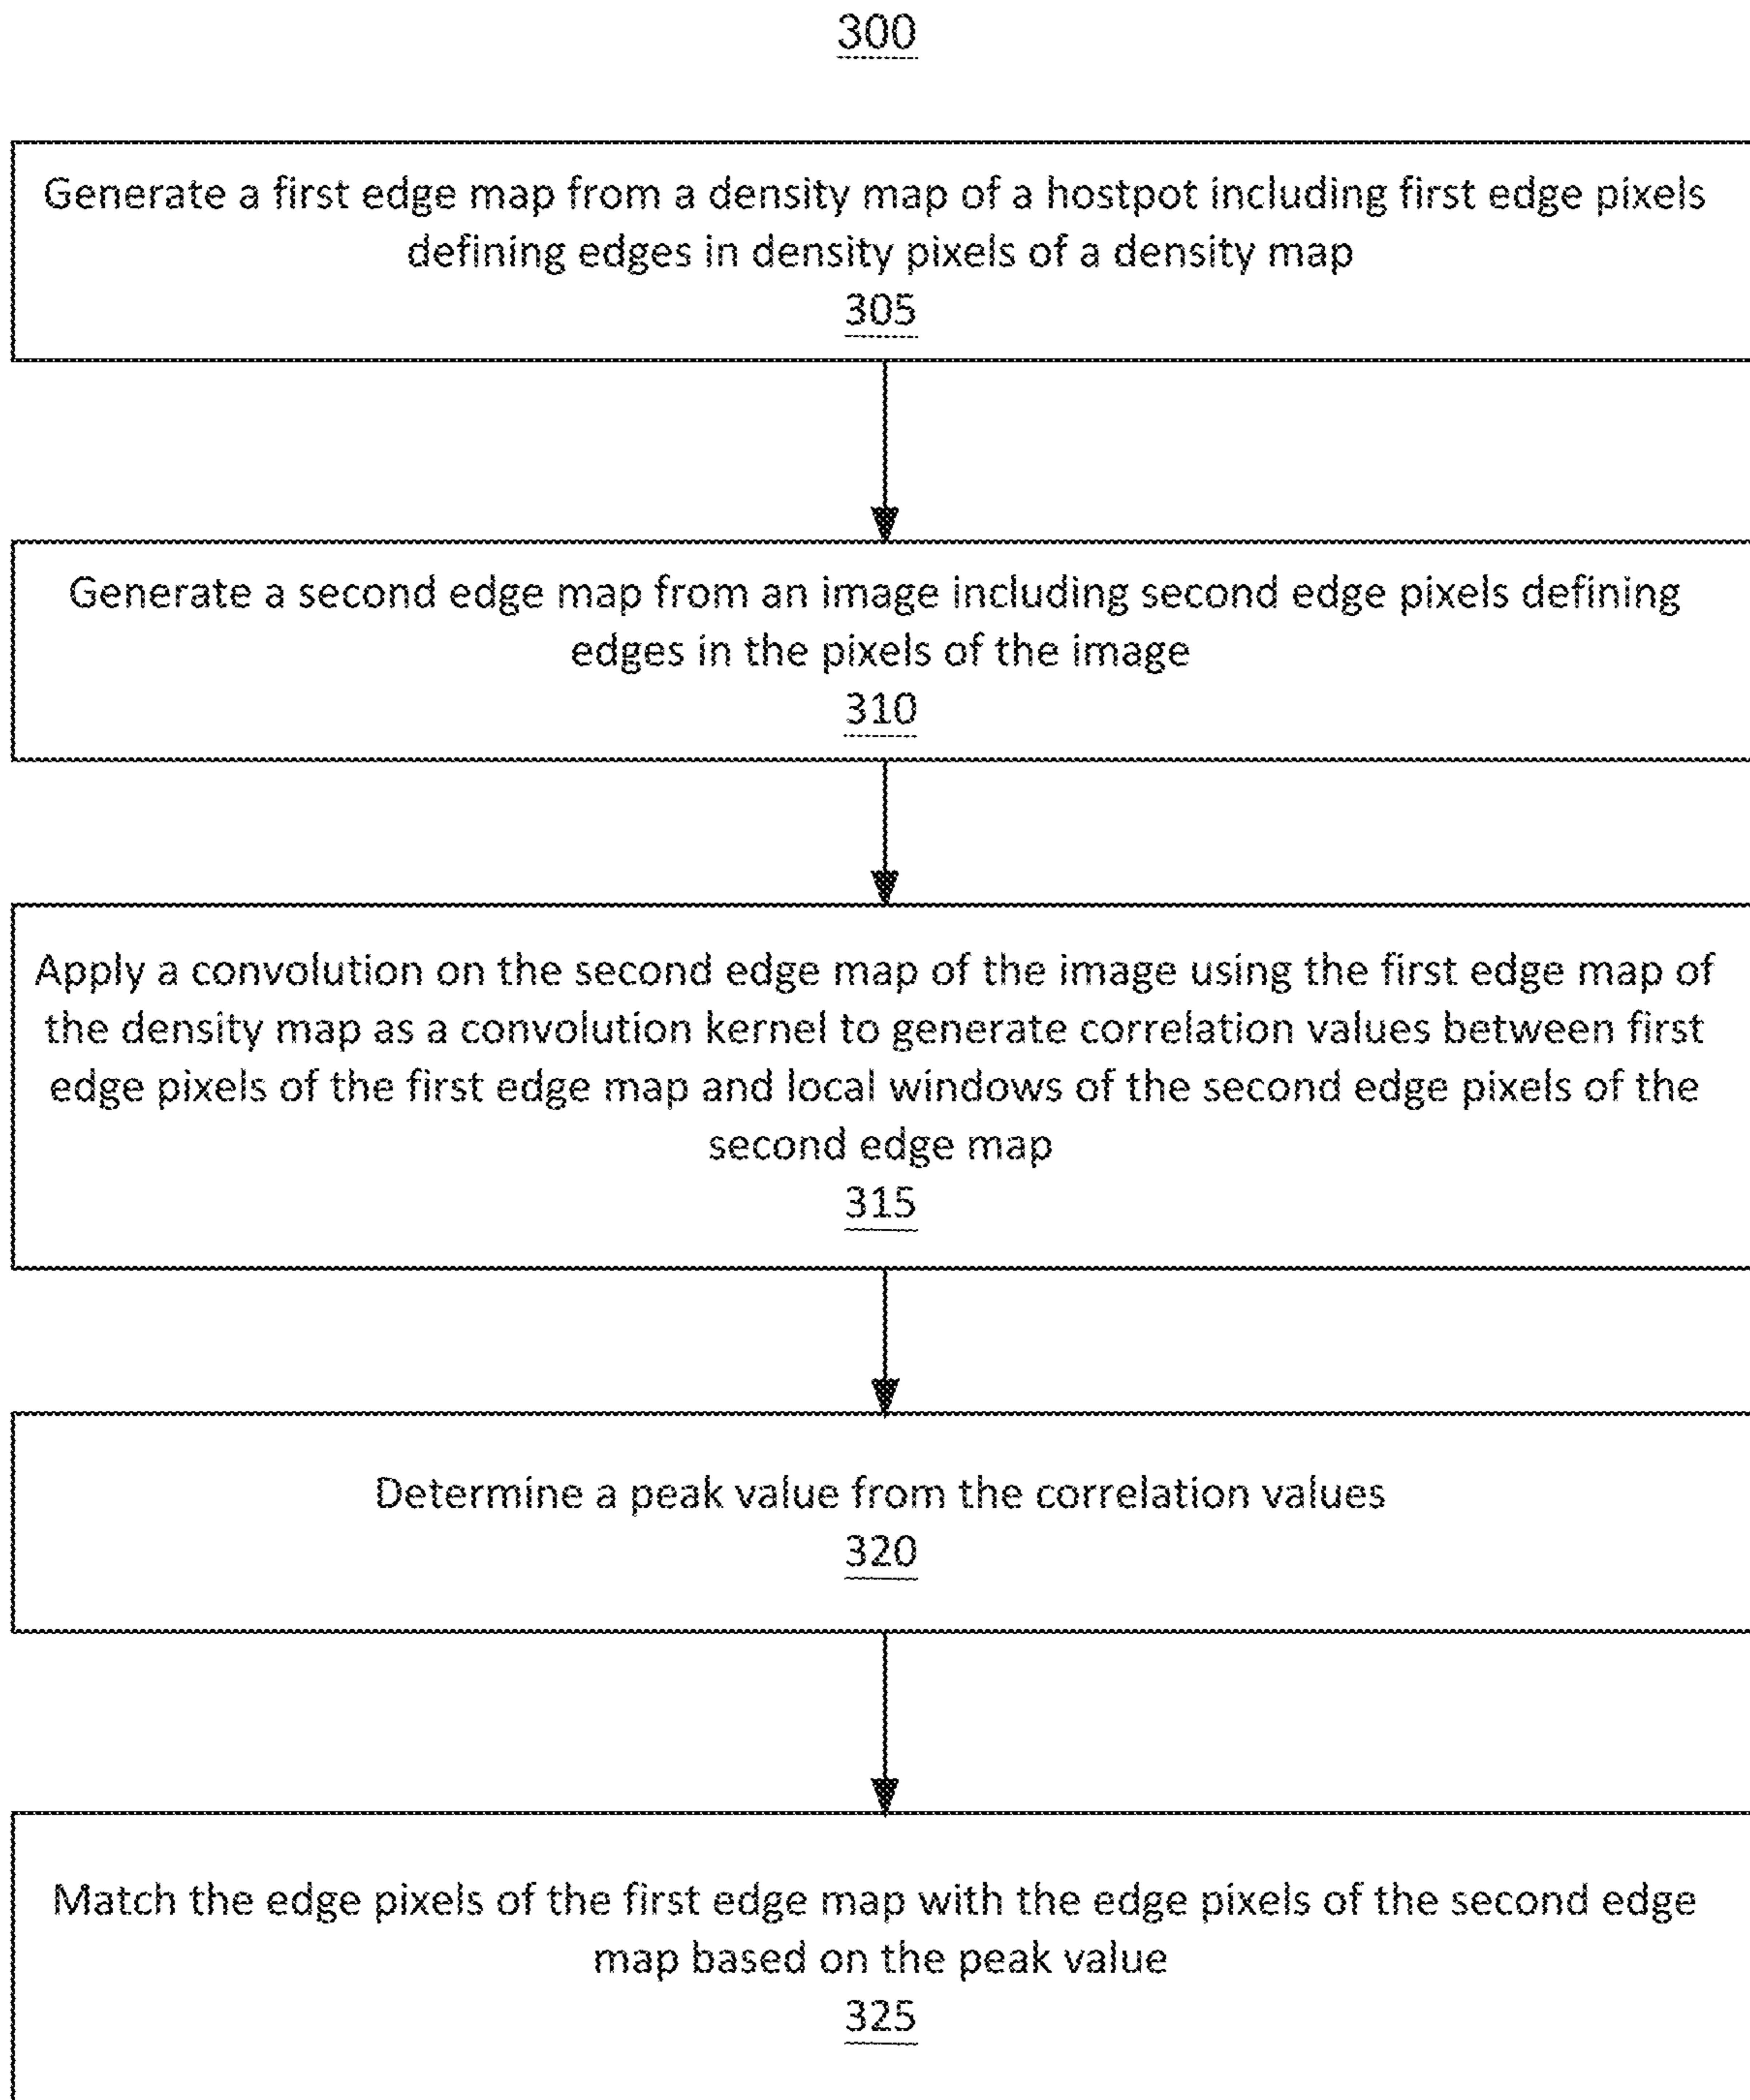 300
Generate a first edge map from a density map of a hostpot including first edge pixels
defining edges in density pixels of a density map
305
Generate a second edge map from an image including second edge pixels defining
edges in the pixels of the image
310
Apply a convolution on the second edge map of the image using the first edge map of
the density map as a convolution kernel to generate correlation values between first
edge pixels of the first edge map and local windows of the second edge pixels of the
second edge map
315
Determine a peak value from the correlation values
320
Match the edge pixels of the first edge map with the edge pixels of the second edge
map based on the peak value
325